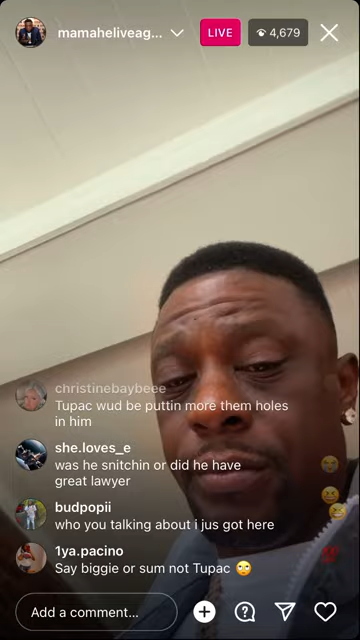 mamaheliveag...
LIVE
4,679
christinebaybeee
Tupac wud be puttin more them holes
in him
she.loves_e
was he snitchin or did he have
great lawyer
budpopii
who you talking about i jus got here
1ya.pacino
Say biggie or sum not Tupac 🙄
Add a comment...